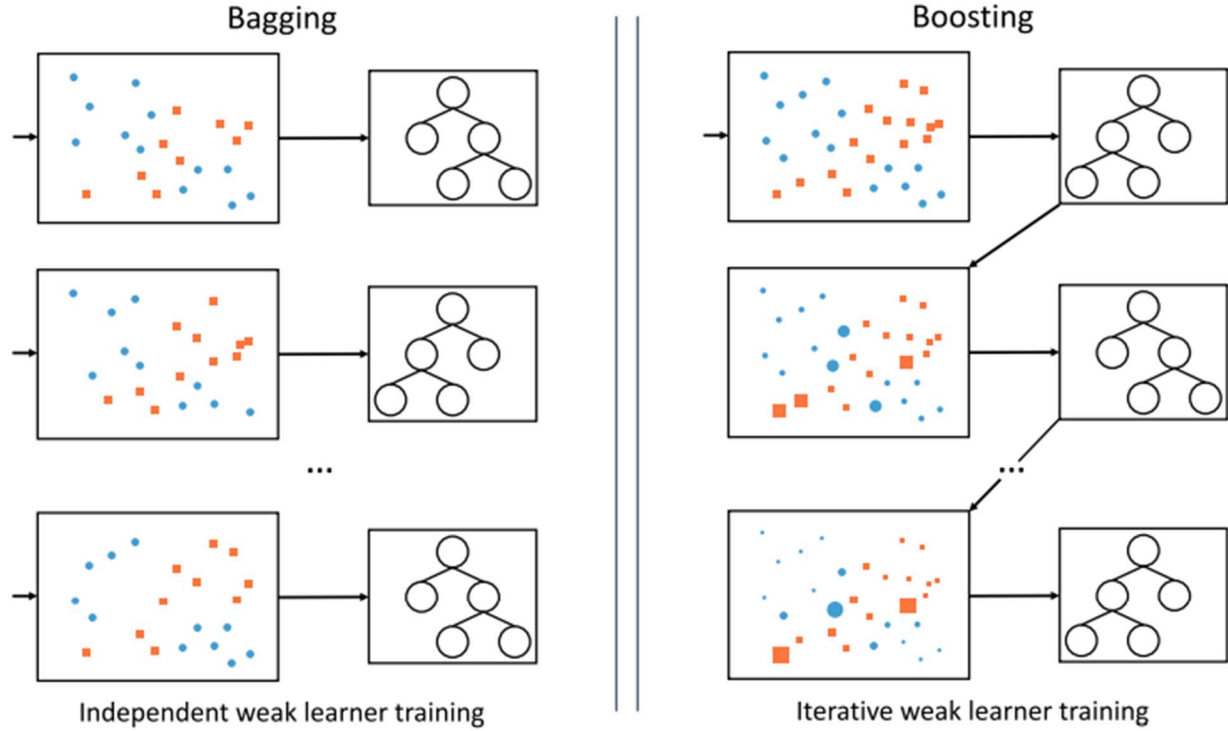 Bagging
Boosting
...
...
Independent weak learner training
Iterative weak learner training